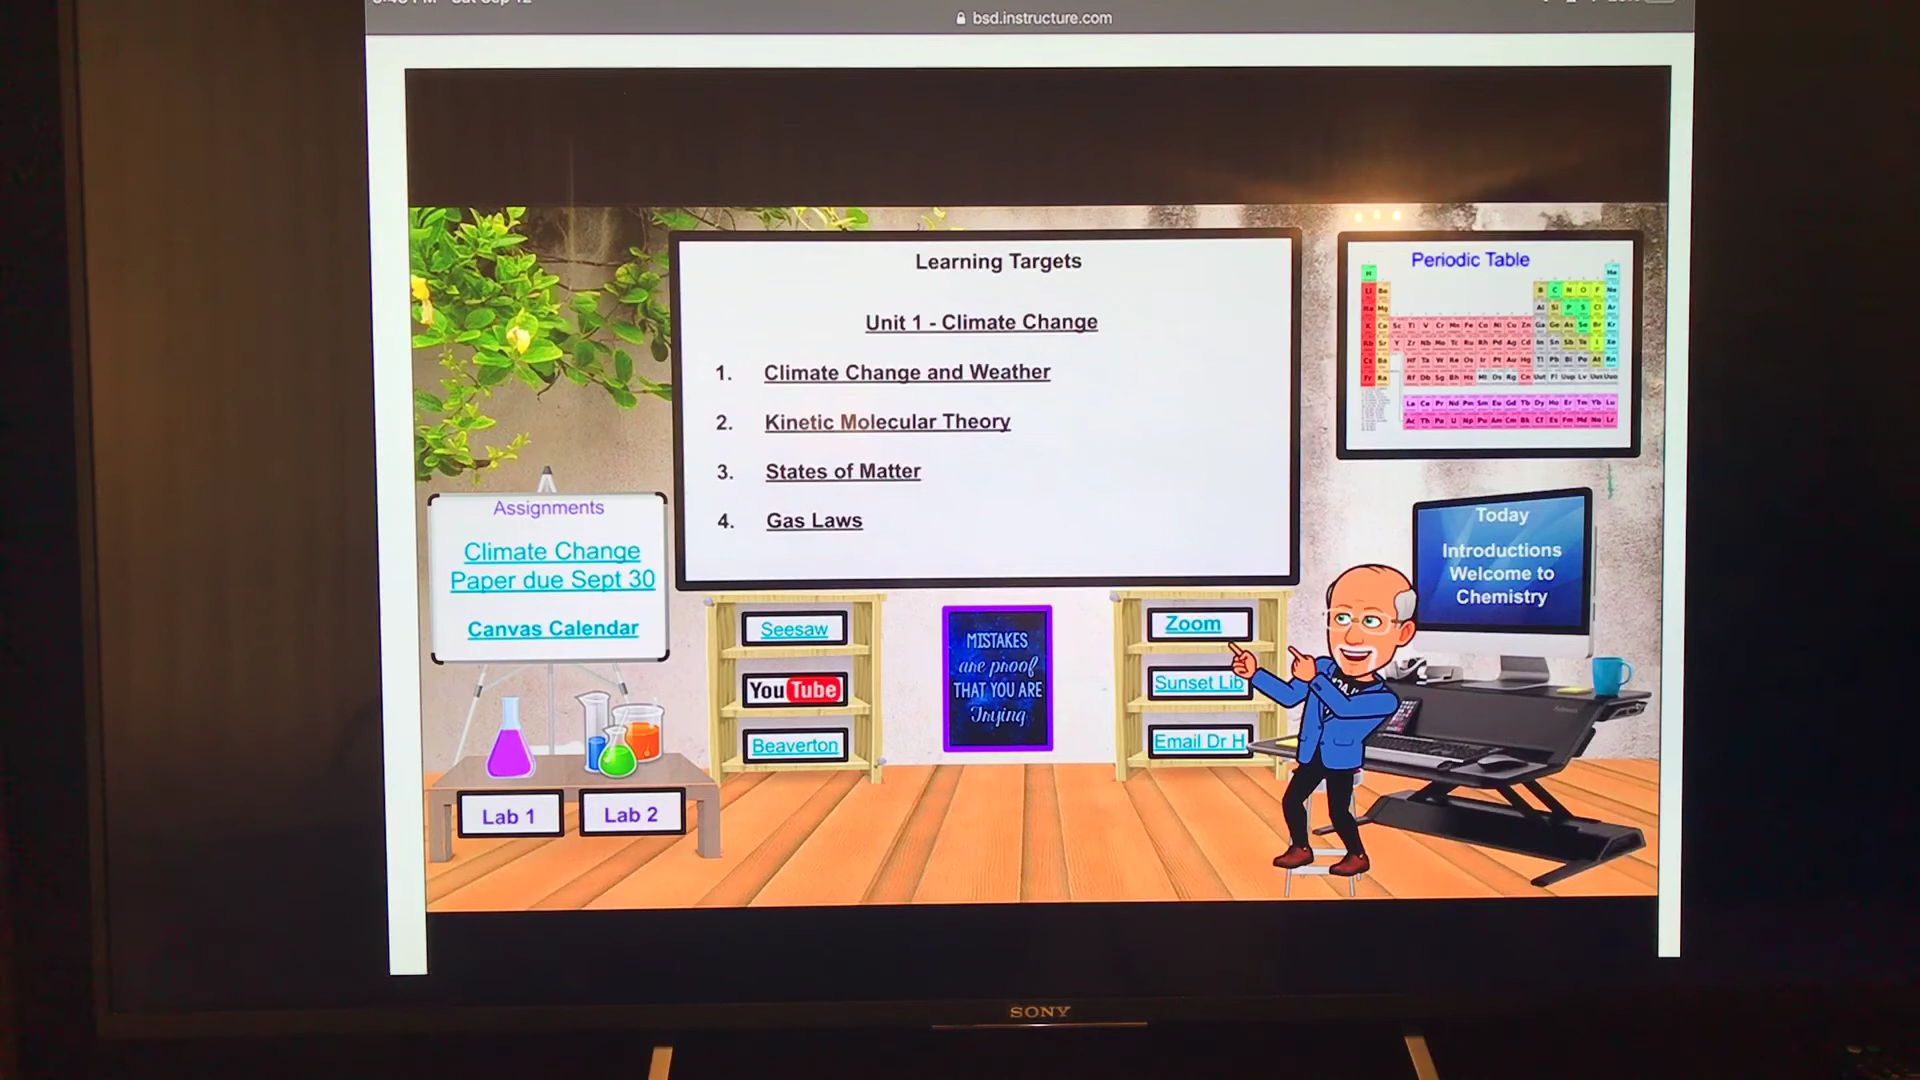 bsd.instructure.com
Learning Targets
Unit 1 - Climate Change
1. Climate Change and Weather
2. Kinetic Molecular Theory
3. States of Matter
4. Gas Laws
Periodic Table
Assignments
Climate Change
Paper due Sept 30
Canvas Calendar
Today
Introductions
Welcome to
Chemistry
Seesaw
YouTube
Beaverton
MISTAKES
are proof
THAT YOU ARE
Trying
Zoom
Sunset Lib
Email Dr H
Lab 1
Lab 2
SONY